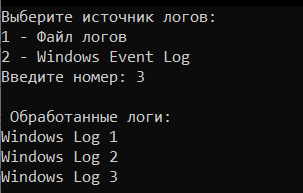 Выберите источник логов:
1 - Файл логов
2 - Windows Event Log
Введите номер: 3
Обработанные логи:
Windows Log 1
Windows Log 2
Windows Log 3